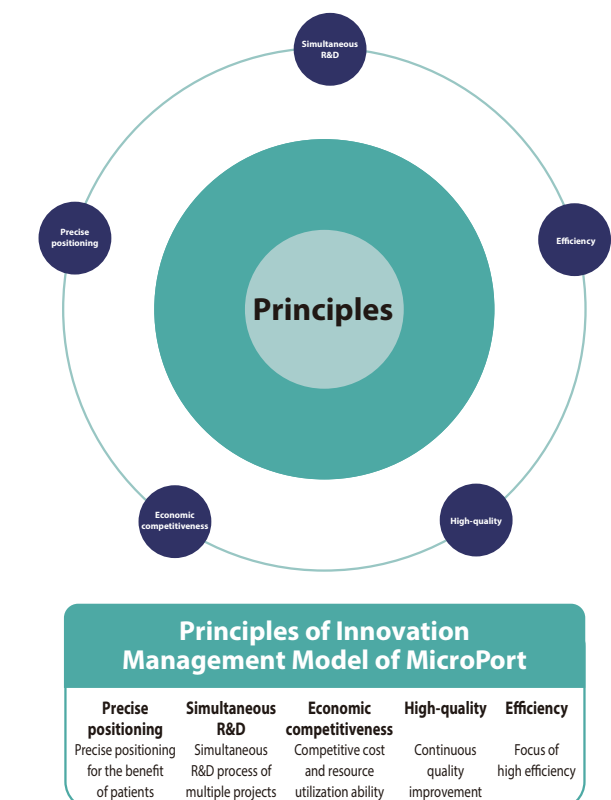 Simultaneous
R&D
Precise
positioning
Efficiency
Principles
Economic
competitiveness
High-quality
Principles of Innovation
Management Model of MicroPort
Precise
positioning
Precise positioning
for the benefit
of patients
Simultaneous
R&D
Simultaneous
R&D process of
multiple projects
Economic
competitiveness
Competitive cost
and resource
utilization ability
High-quality
Continuous
quality
improvement
Efficiency
Focus of
high efficiency